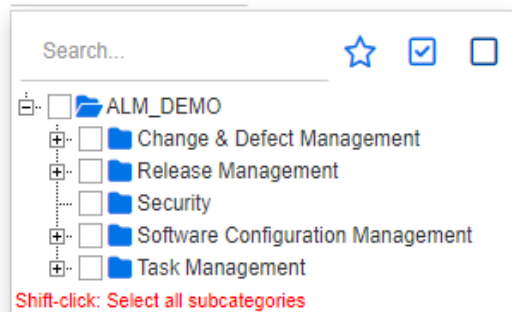 Search...
ALM_DEMO
Change & Defect Management
Release Management
Security
Software Configuration Management
Task Management
Shift-click: Select all subcategories